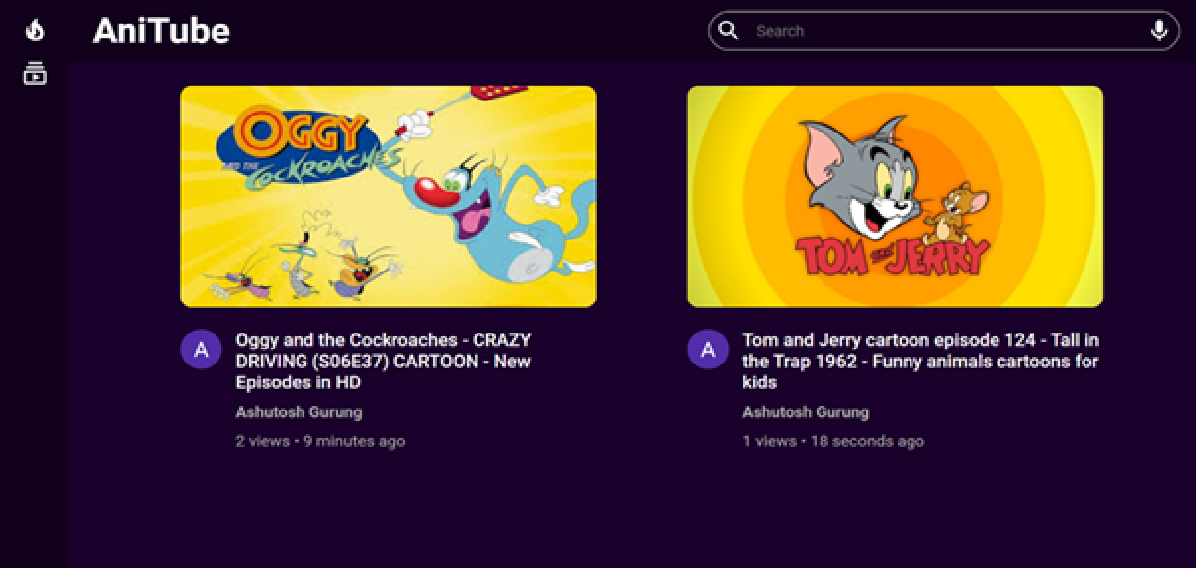 AniTube
Search
OGGY
AND THE
COCKROACHES
TOM and JERRY
A
Oggy and the Cockroaches - CRAZY
DRIVING (S06E37) CARTOON - New
Episodes in HD
Ashutosh Gurung
2 views • 9 minutes ago
A
Tom and Jerry cartoon episode 124 - Tall in
the Trap 1962 - Funny animals cartoons for
kids
Ashutosh Gurung
1 views • 18 seconds ago